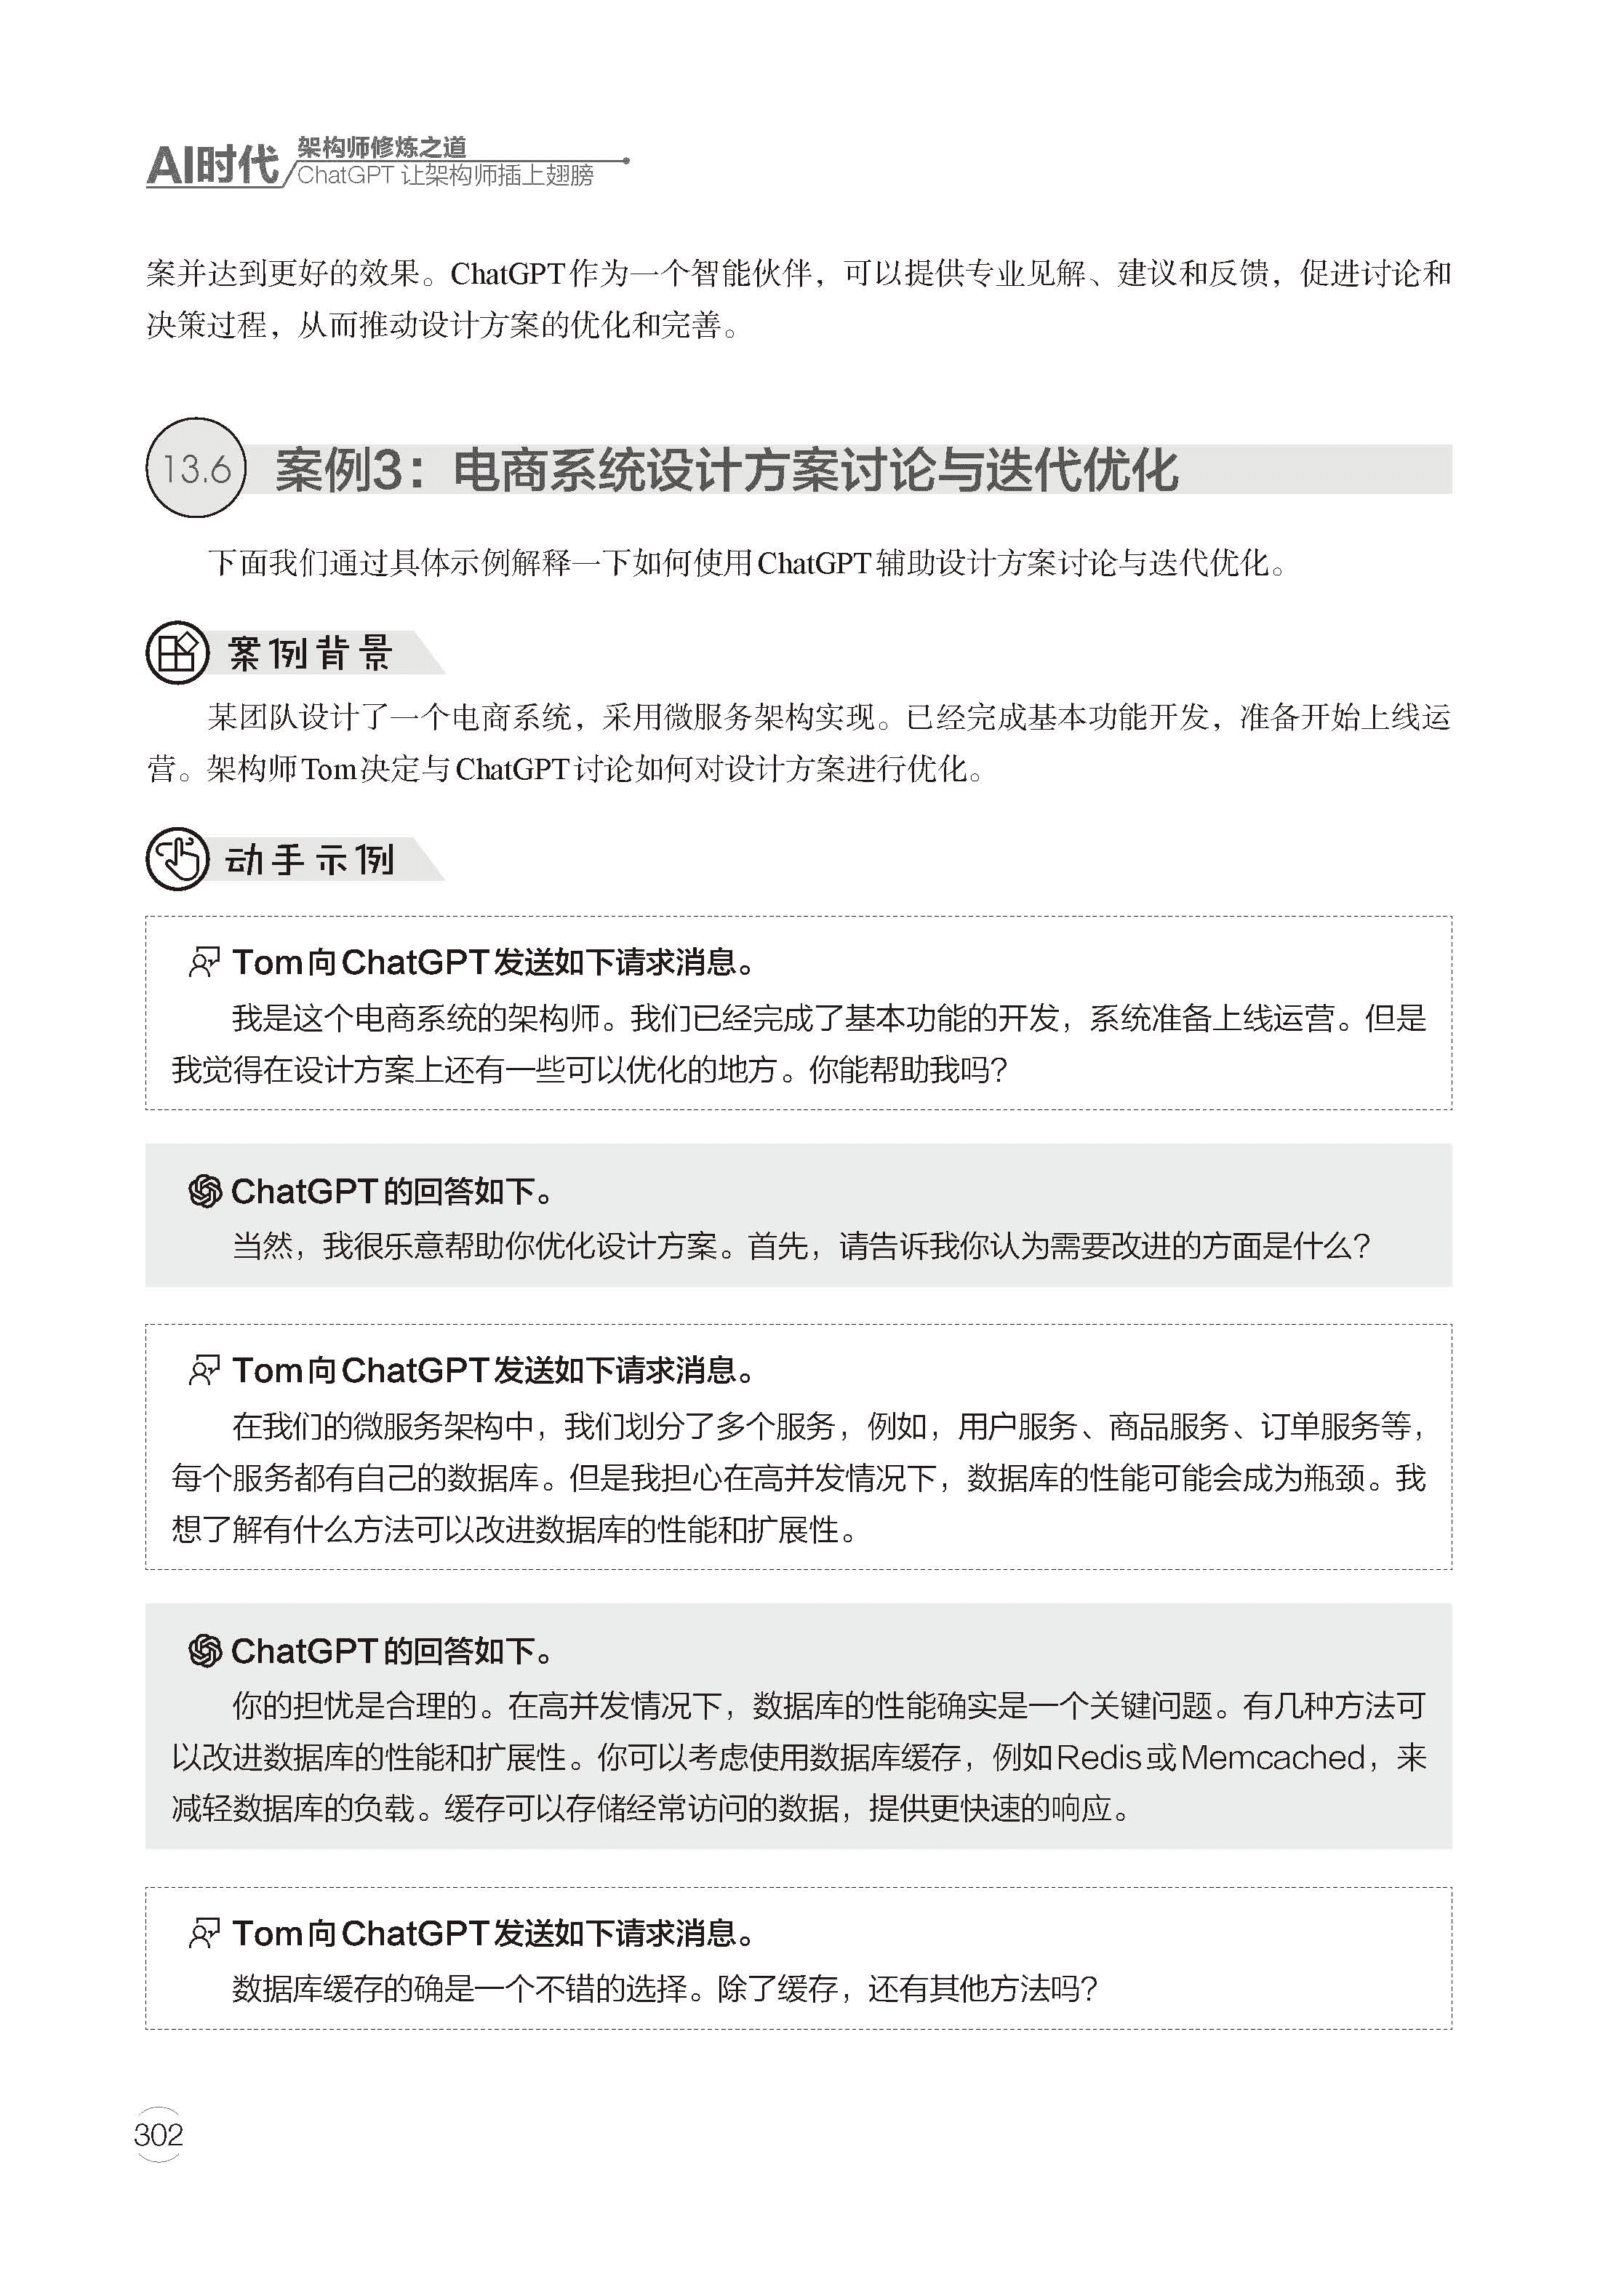 AI时代
架构师修炼之道
ChatGPT 让架构师插上翅膀
案并达到更好的效果。ChatGPT作为一个智能伙伴，可以提供专业见解、建议和反馈，促进讨论和
决策过程，从而推动设计方案的优化和完善。
13.6 案例3：电商系统设计方案讨论与迭代优化
下面我们通过具体示例解释一下如何使用ChatGPT辅助设计方案讨论与迭代优化。
案例背景
某团队设计了一个电商系统，采用微服务架构实现。已经完成基本功能开发，准备开始上线运
营。架构师Tom决定与ChatGPT讨论如何对设计方案进行优化。
动手示例
Tom向ChatGPT发送如下请求消息。
我是这个电商系统的架构师。我们已经完成了基本功能的开发，系统准备上线运营。但是
我觉得在设计方案上还有一些可以优化的地方。你能帮助我吗？
ChatGPT的回答如下。
当然，我很乐意帮助你优化设计方案。首先，请告诉我你认为需要改进的方面是什么？
Tom向ChatGPT发送如下请求消息。
在我们的微服务架构中，我们划分了多个服务，例如，用户服务、商品服务、订单服务等，
每个服务都有自己的数据库。但是我担心在高并发情况下，数据库的性能可能会成为瓶颈。我
想了解有什么方法可以改进数据库的性能和扩展性。
ChatGPT的回答如下。
你的担忧是合理的。在高并发情况下，数据库的性能确实是一个关键问题。有几种方法可
以改进数据库的性能和扩展性。你可以考虑使用数据库缓存，例如Redis或Memcached，来
减轻数据库的负载。缓存可以存储经常访问的数据，提供更快速的响应。
Tom向ChatGPT发送如下请求消息。
数据库缓存的确是一个不错的选择。除了缓存，还有其他方法吗？
302